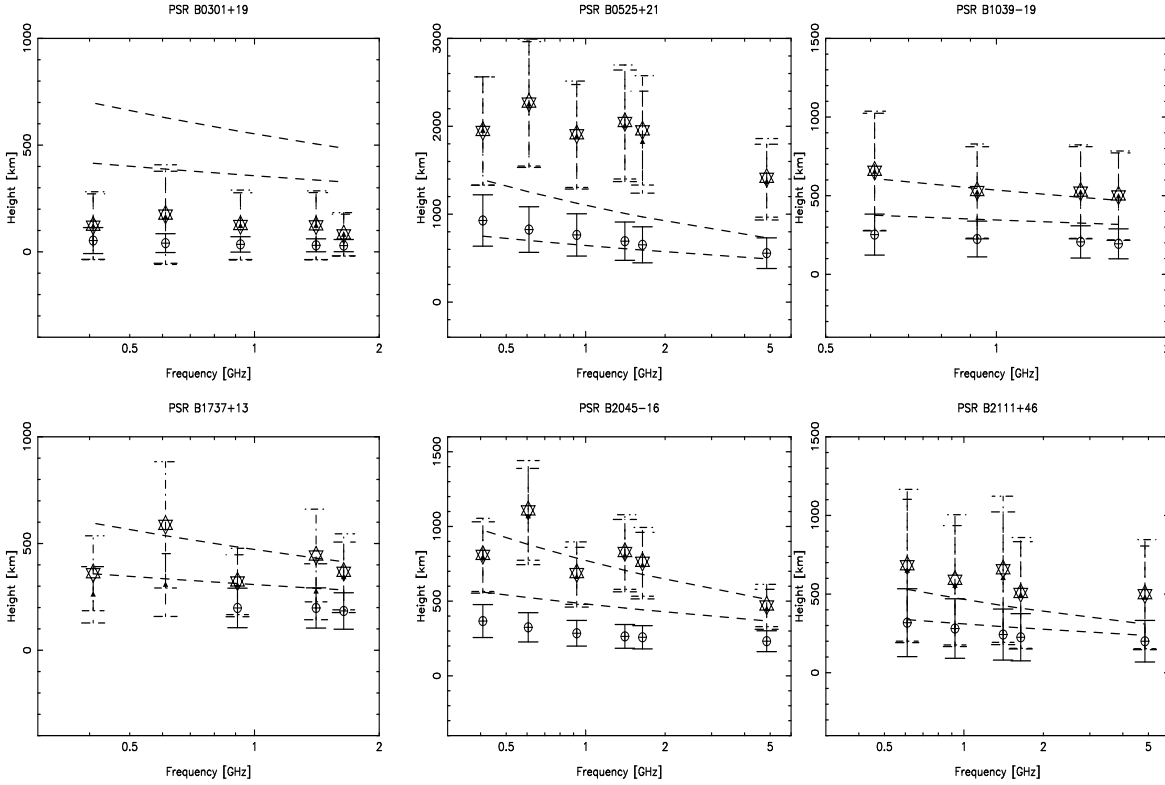 PSR B0301+19
PSR B0525+21
PSR B1039−19
Height [km]
1000
500
0
0.5
1
2
Frequency [GHz]
Height [km]
3000
2000
1000
0
0.5
1
2
5
Frequency [GHz]
Height [km]
1500
1000
500
0
0.5
1
Frequency [GHz]
PSR B1737+13
PSR B2045−16
PSR B2111+46
Height [km]
1000
500
0
0.5
1
2
Frequency [GHz]
Height [km]
1500
1000
500
0
0.5
1
2
5
Frequency [GHz]
Height [km]
1500
1000
500
0
0.5
1
2
5
Frequency [GHz]